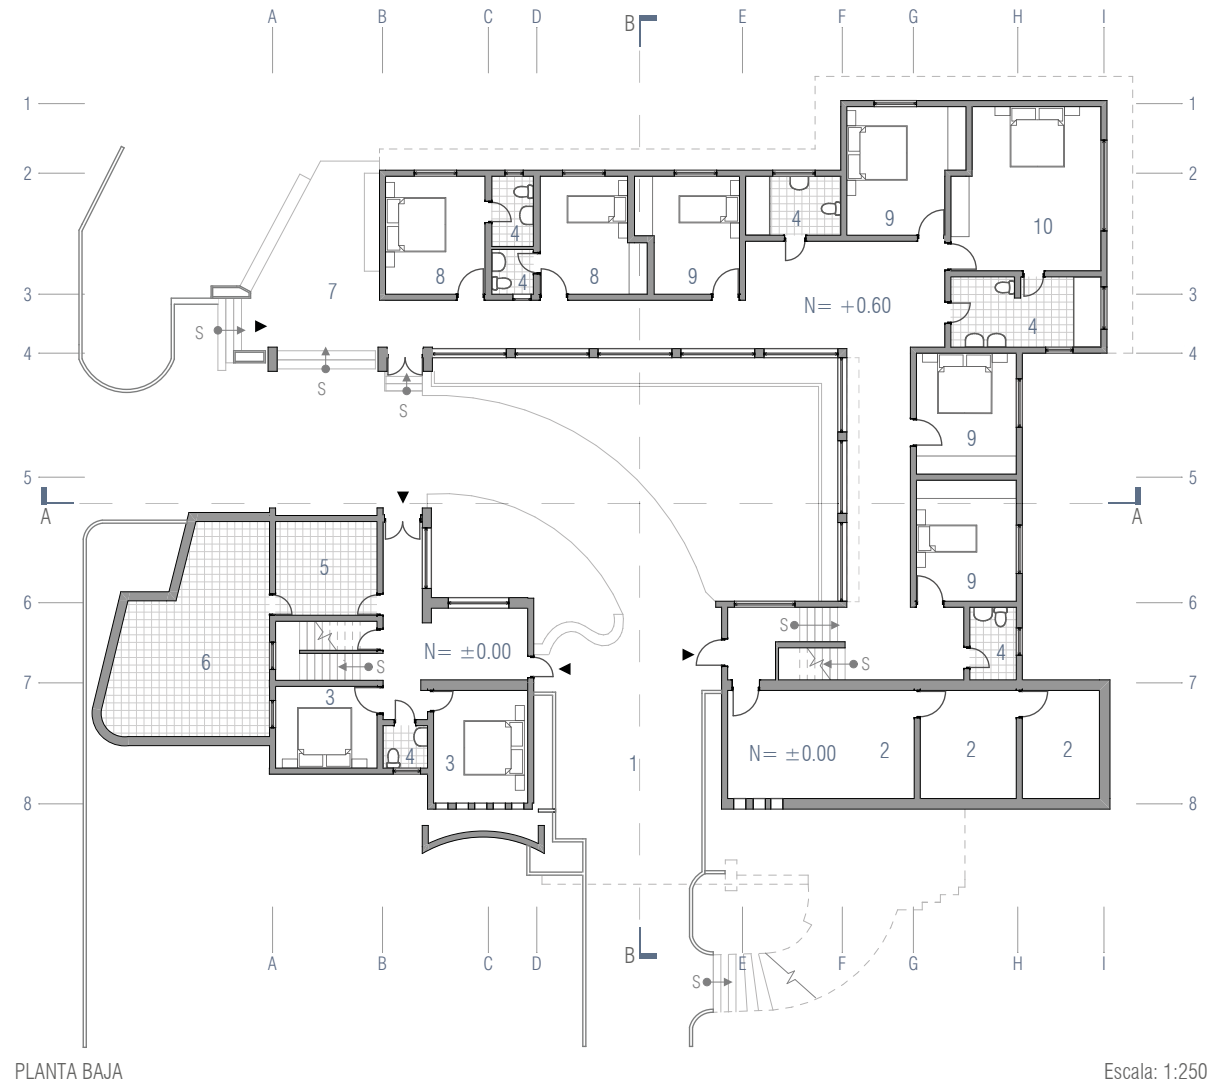 A B C D B E F G H I
1 1
2 2
9 10
4 4
8 4 8 9
7 N= +0.60
3 3
S 4
4 4
S
S
9
5 5
A A
5 9
6 6
S
6 N= ±0.00 4
S S
7 7
3
N= ±0.00 2 2 2
4 3 1
8 8
A B C D B E F G H I
S
PLANTA BAJA Escala: 1:250